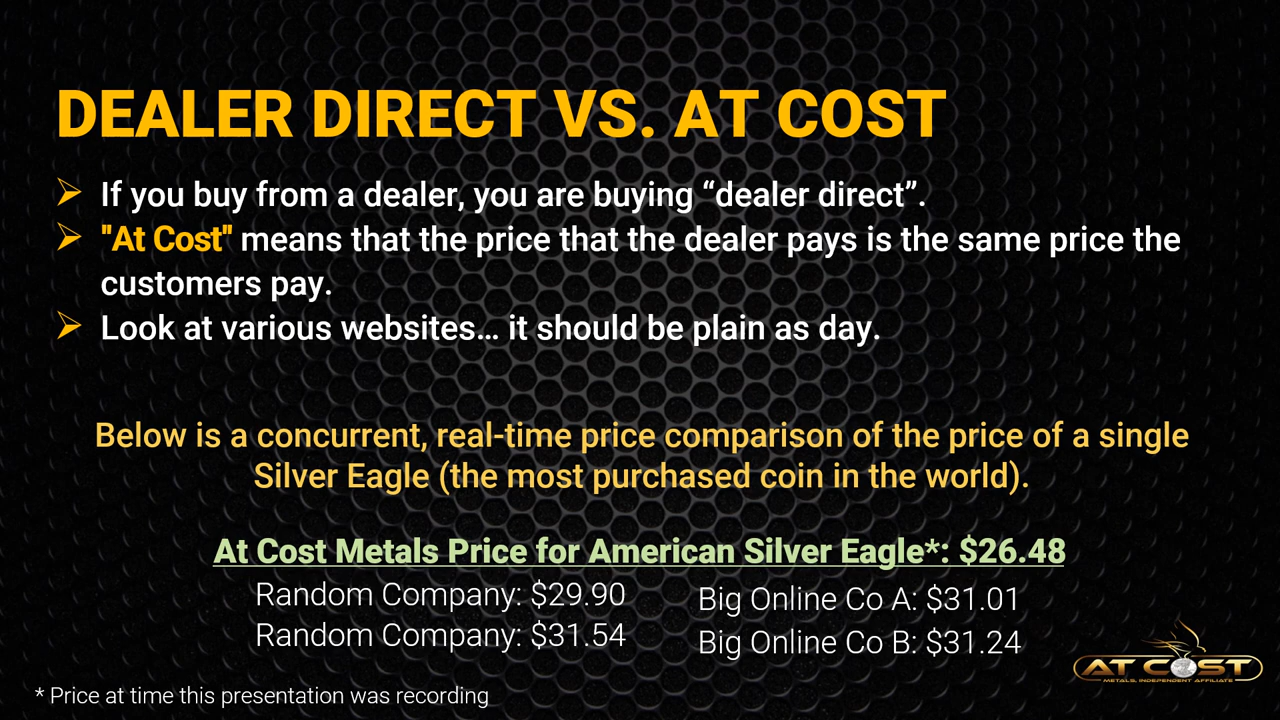 DEALER DIRECT VS. AT COST
If you buy from a dealer, you are buying “dealer direct”.
"At Cost" means that the price that the dealer pays is the same price the
customers pay.
Look at various websites… it should be plain as day.
Below is a concurrent, real-time price comparison of the price of a single
Silver Eagle (the most purchased coin in the world).
At Cost Metals Price for American Silver Eagle*: $26.48
Random Company: $29.90
Random Company: $31.54
Big Online Co A: $31.01
Big Online Co B: $31.24
AT COST
METALS, INDEPENDENT AFFILIATE
* Price at time this presentation was recording